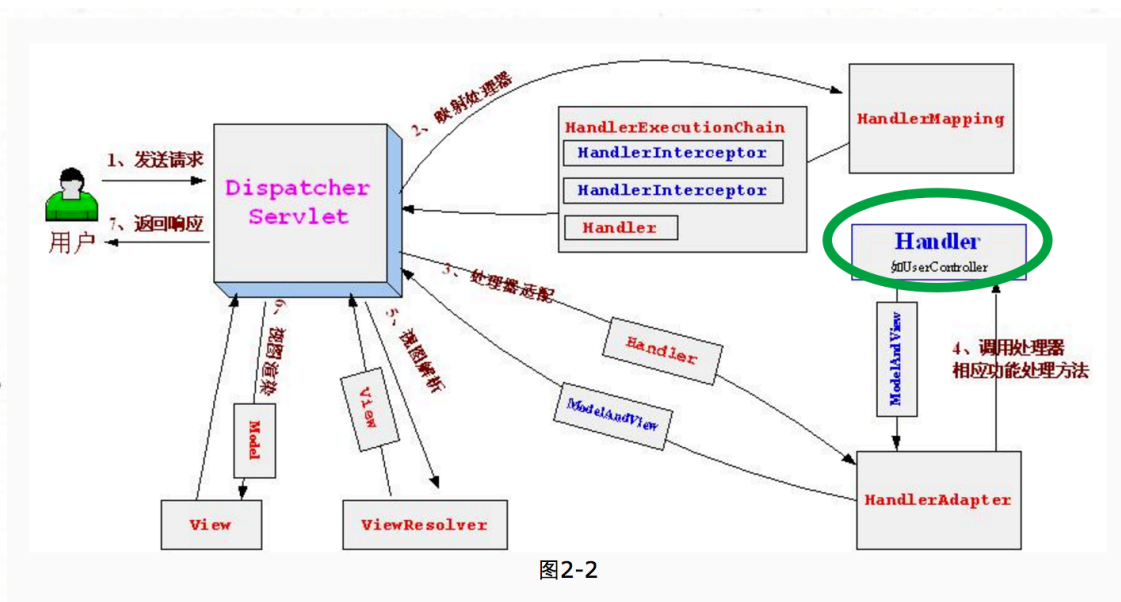 2、映射处理器
HandlerMapping
HandlerExecutionChain
HandlerInterceptor
HandlerInterceptor
Handler
1、发送请求
Dispatcher
Servlet
7、返回响应
用户
Handler
如UserController
3、处理器适配
Handler
ModelAndView
ModelAndView
4、调用处理器
相应功能处理方法
HandlerAdapter
5、视图解析
View
ViewResolver
6、视图渲染
Model
View
图2-2